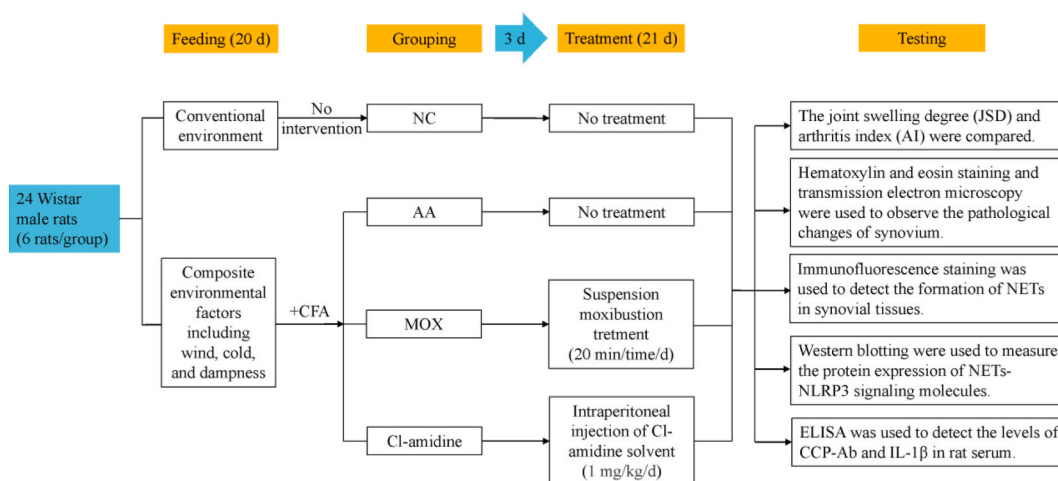 Feeding (20 d)
Grouping
3 d
Treatment (21 d)
Testing
24 Wistar
male rats
(6 rats/group)
Conventional
environment
No
intervention
NC
No treatment
Composite
environmental
factors
including
wind, cold,
and dampness
+CFA
AA
No treatment
MOX
Suspension
moxibustion
tretment
(20 min/time/d)
Cl-amidine
Intraperitoneal
injection of Cl-
amidine solvent
(1 mg/kg/d)
The joint swelling degree (JSD) and
arthritis index (AI) were compared.
Hematoxylin and eosin staining and
transmission electron microscopy
were used to observe the pathological
changes of synovium.
Immunofluorescence staining was
used to detect the formation of NETs
in synovial tissues.
Western blotting were used to measure
the protein expression of NETs-
NLRP3 signaling molecules.
ELISA was used to detect the levels of
CCP-Ab and IL-1β in rat serum.